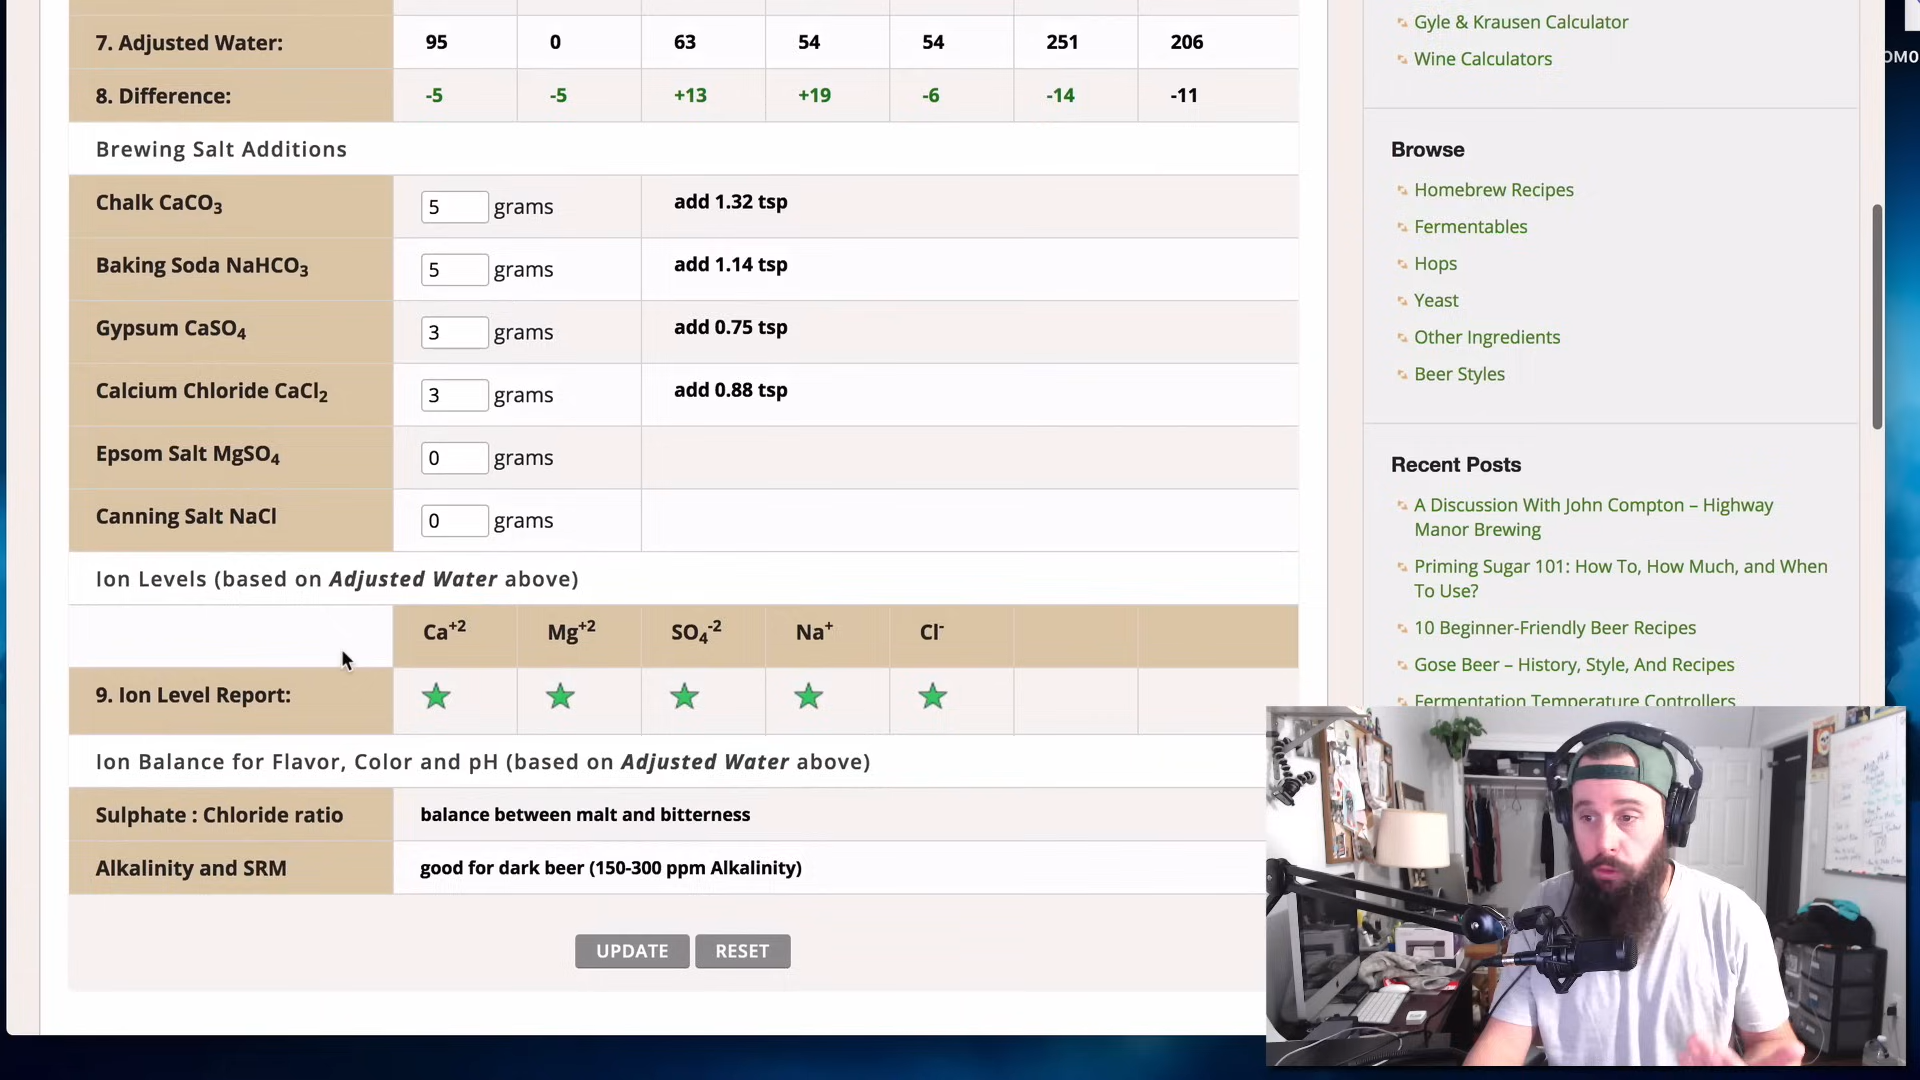 7. Adjusted Water: 95 0 63 54 54 251 206
8. Difference: -5 -5 +13 +19 -6 -14 -11
Brewing Salt Additions
Chalk CaCO3 5 grams add 1.32 tsp
Baking Soda NaHCO3 5 grams add 1.14 tsp
Gypsum CaSO4 3 grams add 0.75 tsp
Calcium Chloride CaCl2 3 grams add 0.88 tsp
Epsom Salt MgSO4 0 grams
Canning Salt NaCl 0 grams
Ion Levels (based on Adjusted Water above)
Ca+2 Mg+2 SO4-2 Na+ Cl-
9. Ion Level Report:
Ion Balance for Flavor, Color and pH (based on Adjusted Water above)
Sulphate : Chloride ratio balance between malt and bitterness
Alkalinity and SRM good for dark beer (150-300 ppm Alkalinity)
UPDATE RESET
Gyle & Krausen Calculator
Wine Calculators
Browse
Homebrew Recipes
Fermentables
Hops
Yeast
Other Ingredients
Beer Styles
Recent Posts
A Discussion With John Compton – Highway
Manor Brewing
Priming Sugar 101: How To, How Much, and When
To Use?
10 Beginner-Friendly Beer Recipes
Gose Beer – History, Style, And Recipes
Fermentation Temperature Controllers